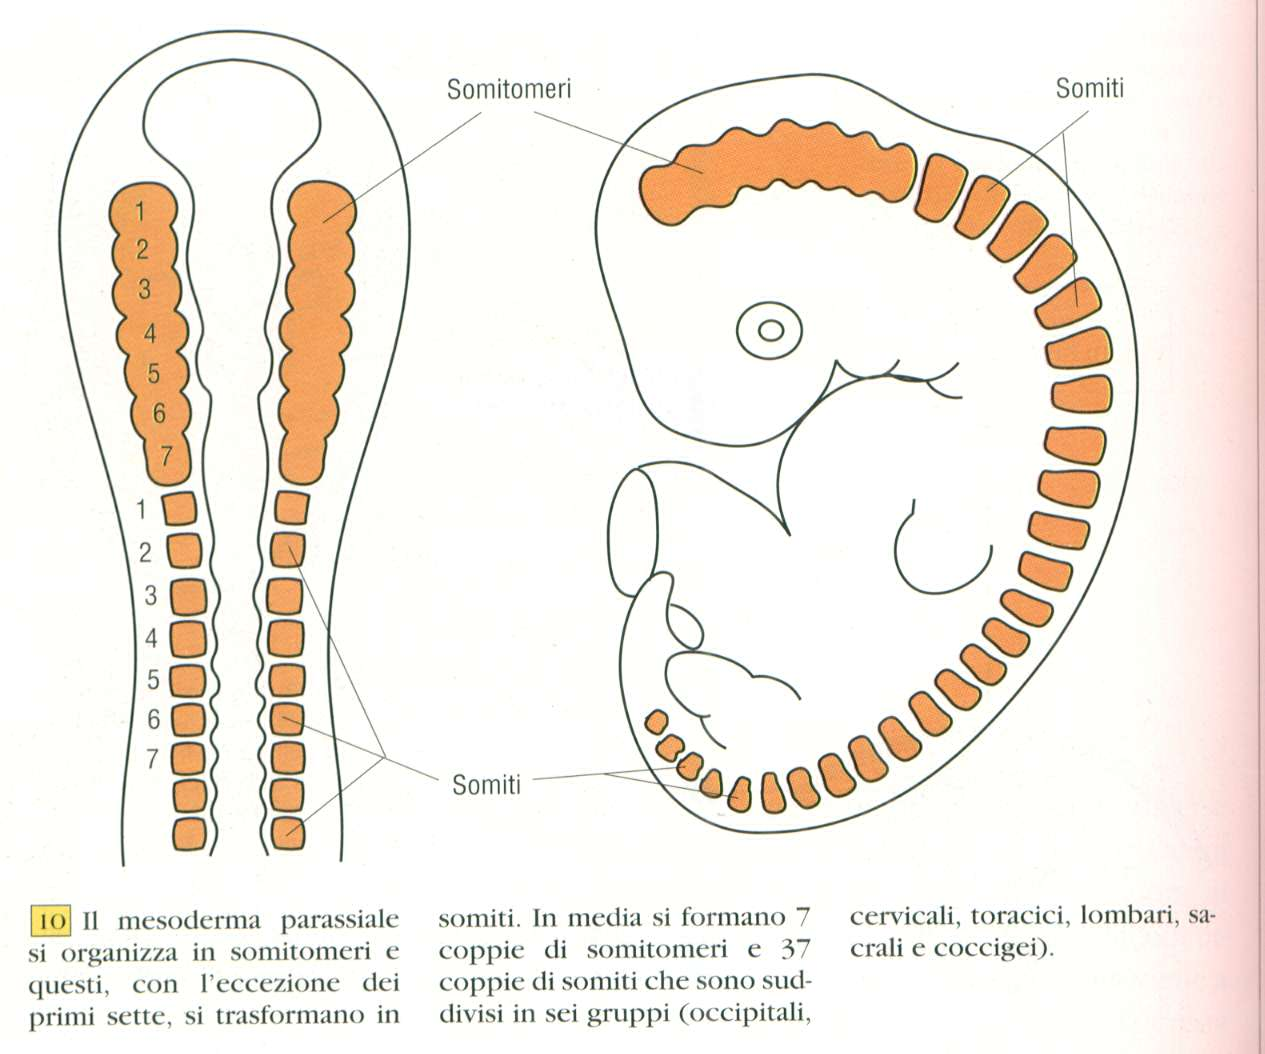 Somitomeri
Somiti
1
2
3
4
5
6
7
1
2
3
4
5
6
7
Somiti
10 Il mesoderma parassiale
si organizza in somitomeri e
questi, con l'eccezione dei
primi sette, si trasformano in
somiti. In media si formano 7
coppie di somitomeri e 37
coppie di somiti che sono sud-
divisi in sei gruppi (occipitali,
cervicali, toracici, lombari, sa-
crali e coccigei).